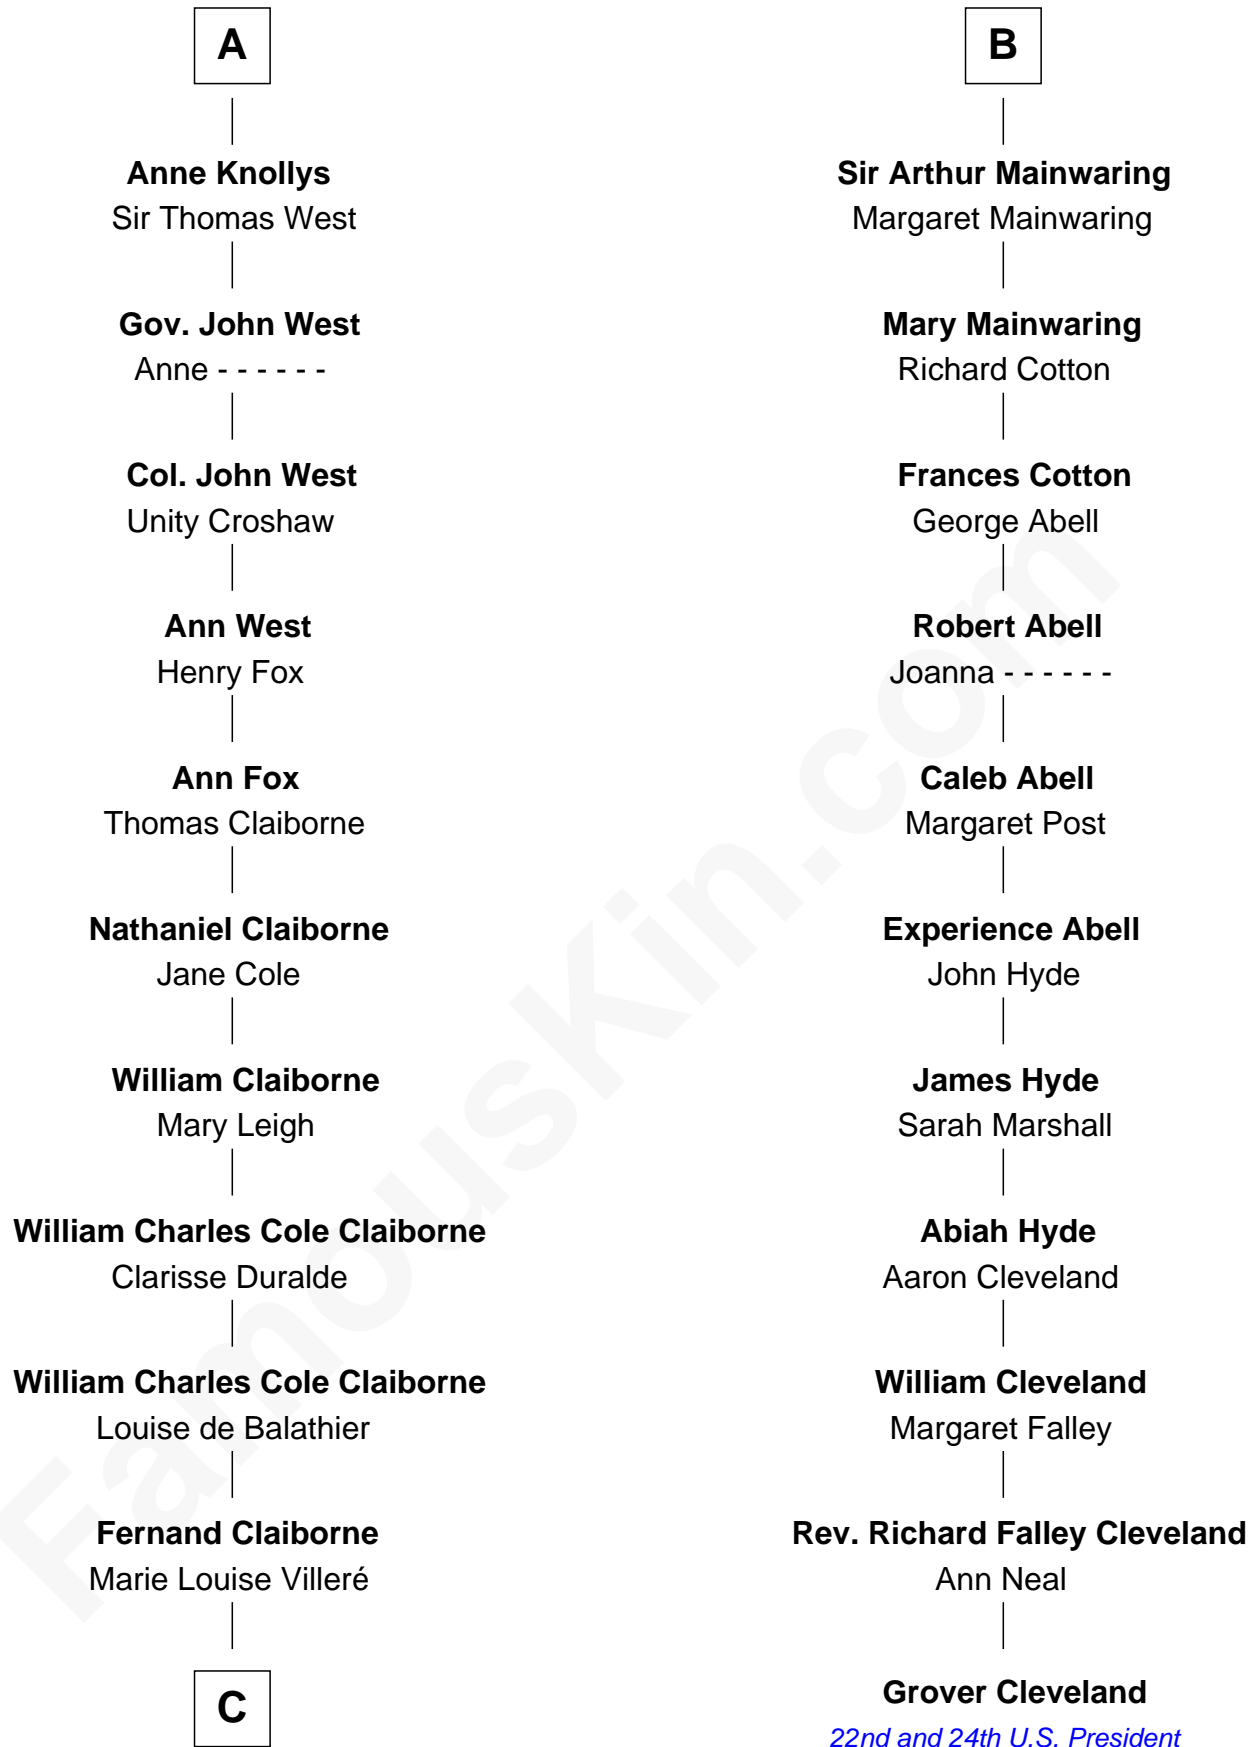 A
Anne Knollys
Sir Thomas West
Gov. John West
Anne - - - - - -
Col. John West
Unity Croshaw
Ann West
Henry Fox
Ann Fox
Thomas Claiborne
Nathaniel Claiborne
Jane Cole
William Claiborne
Mary Leigh
William Charles Cole Claiborne
Clarisse Duralde
William Charles Cole Claiborne
Louise de Balathier
Fernand Claiborne
Marie Louise Villeré
C
B
Sir Arthur Mainwaring
Margaret Mainwaring
Mary Mainwaring
Richard Cotton
Frances Cotton
George Abell
Robert Abell
Joanna - - - - - -
Caleb Abell
Margaret Post
Experience Abell
John Hyde
James Hyde
Sarah Marshall
Abiah Hyde
Aaron Cleveland
William Cleveland
Margaret Falley
Rev. Richard Falley Cleveland
Ann Neal
Grover Cleveland
22nd and 24th U.S. President
FamousKin.com